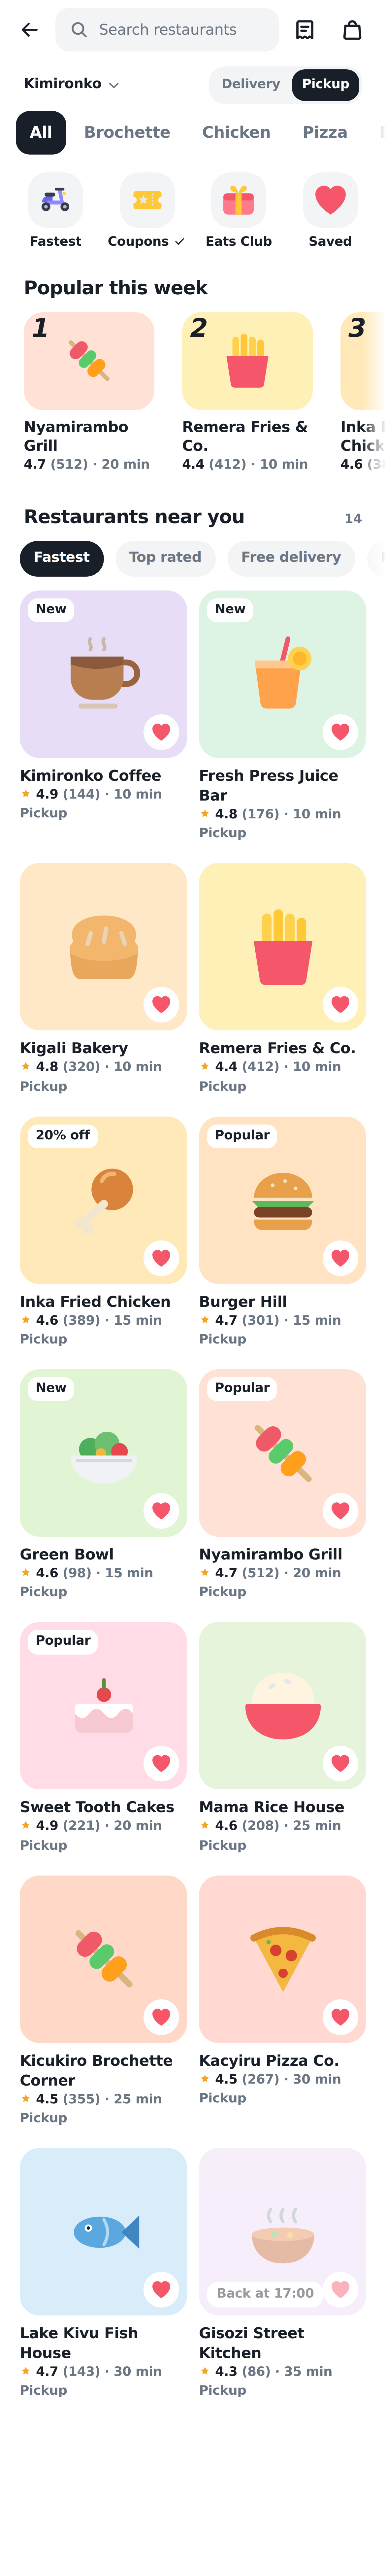 Search restaurants
Kimironko
Delivery
Pickup
All
Brochette
Chicken
Pizza
Fastest
Coupons ✓
Eats Club
Saved
Popular this week
1
2
3
Nyamirambo
Grill
4.7 (512) · 20 min
Remera Fries &
Co.
4.4 (412) · 10 min
Inka
Chick
4.6
Restaurants near you
14
Fastest
Top rated
Free delivery
New
New
Kimironko Coffee
★ 4.9 (144) · 10 min
Pickup
Fresh Press Juice
Bar
★ 4.8 (176) · 10 min
Pickup
Kigali Bakery
★ 4.8 (320) · 10 min
Pickup
Remera Fries & Co.
★ 4.4 (412) · 10 min
Pickup
20% off
Popular
Inka Fried Chicken
★ 4.6 (389) · 15 min
Pickup
Burger Hill
★ 4.7 (301) · 15 min
Pickup
New
Popular
Green Bowl
★ 4.6 (98) · 15 min
Pickup
Nyamirambo Grill
★ 4.7 (512) · 20 min
Pickup
Popular
Sweet Tooth Cakes
★ 4.9 (221) · 20 min
Pickup
Mama Rice House
★ 4.6 (208) · 25 min
Pickup
Kicukiro Brochette
Corner
★ 4.5 (355) · 25 min
Pickup
Kacyiru Pizza Co.
★ 4.5 (267) · 30 min
Pickup
Back at 17:00
Lake Kivu Fish
House
★ 4.7 (143) · 30 min
Pickup
Gisozi Street
Kitchen
★ 4.3 (86) · 35 min
Pickup